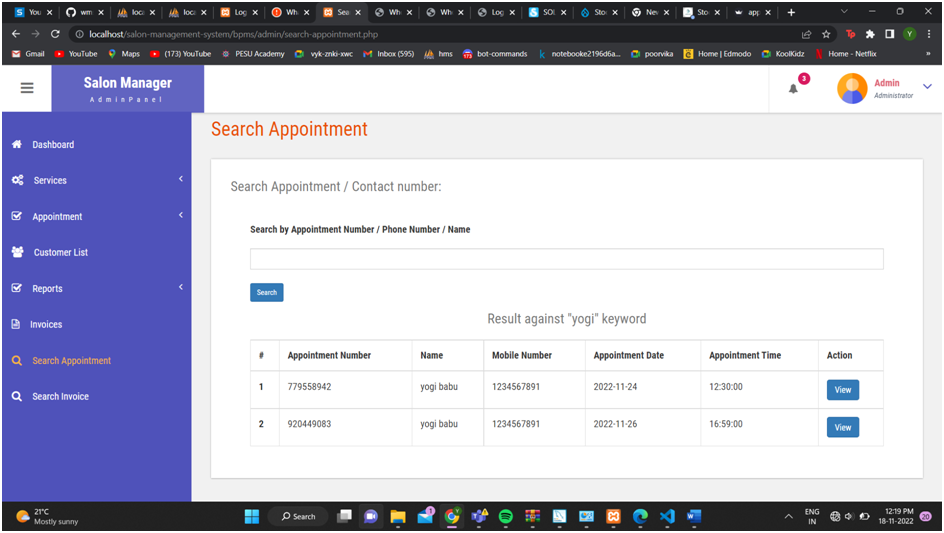 You
wm
loca
loca
Log
Whe
Sea
Whe
Whe
Log
SOL
Sto
Nev
Stoc
app
localhost/salon-management-system/bpms/admin/search-appointment.php
Gmail YouTube Maps (173) YouTube PESU Academy vyk-znki-xwc Inbox (595) hms bot-commands notebooke2196d6a... poorvika Home | Edmodo KoolKidz Home - Netflix »
Salon Manager
AdminPanel
3
Admin
Administrator
Search Appointment
Dashboard
Services
Appointment
Customer List
Reports
Invoices
Search Appointment
Search Invoice
Search Appointment / Contact number:
Search by Appointment Number / Phone Number / Name
Search
Result against "yogi" keyword
# Appointment Number Name Mobile Number Appointment Date Appointment Time Action
1 779558942 yogi babu 1234567891 2022-11-24 12:30:00 View
2 920449083 yogi babu 1234567891 2022-11-26 16:59:00 View
21°C
Mostly sunny
Search
ENG
IN
12:19 PM
18-11-2022
20